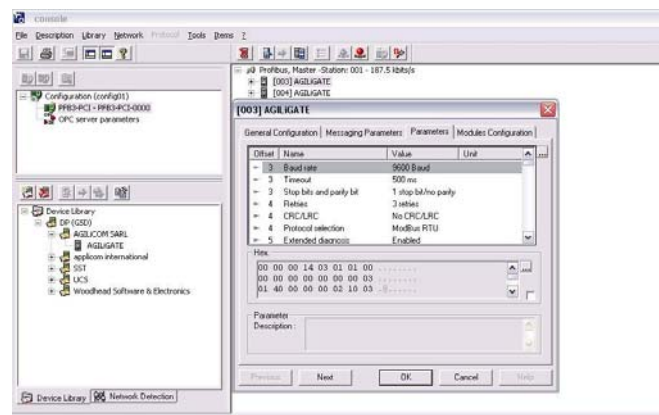 console
File Description Library Network Protocol Tools Items ?
Configuration (config01)
PFB3-PCI - PFB3-PCI-0000
OPC server parameters
Device Library
DP (GSD)
AGILICOM SARL
AGILIGATE
applicom international
SST
UCS
Woodhead Software & Electronics
Device Library Network Detection
Profibus, Master -Station: 001 - 187.5 kbits/s
[003] AGILiGATE
[004] AGILiGATE
[003] AGILiGATE
General Configuration Messaging Parameters Parameters Modules Configuration
Offset Name Value Unit
3 Baud rate 9600 Baud
3 Timeout 500 ms
3 Stop bits and parity bit 1 stop bit/no parity
4 Retries 3 retries
4 CRC/LRC No CRC/LRC
4 Protocol selection ModBus RTU
5 Extended diagnosis Enabled
Hex.
00 00 00 14 03 01 01 00 ........
00 00 00 00 00 00 00 03 ........
01 40 00 00 00 02 10 03 .@......
Parameter
Description :
Previous Next OK Cancel Help